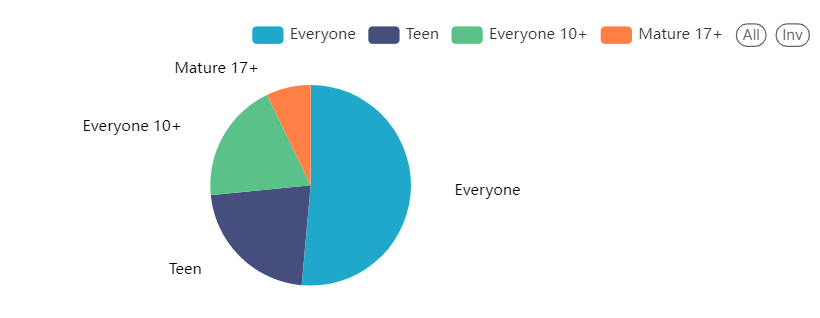 Everyone Teen Everyone 10+ Mature 17+ All Inv
Mature 17+
Everyone 10+
Everyone
Teen